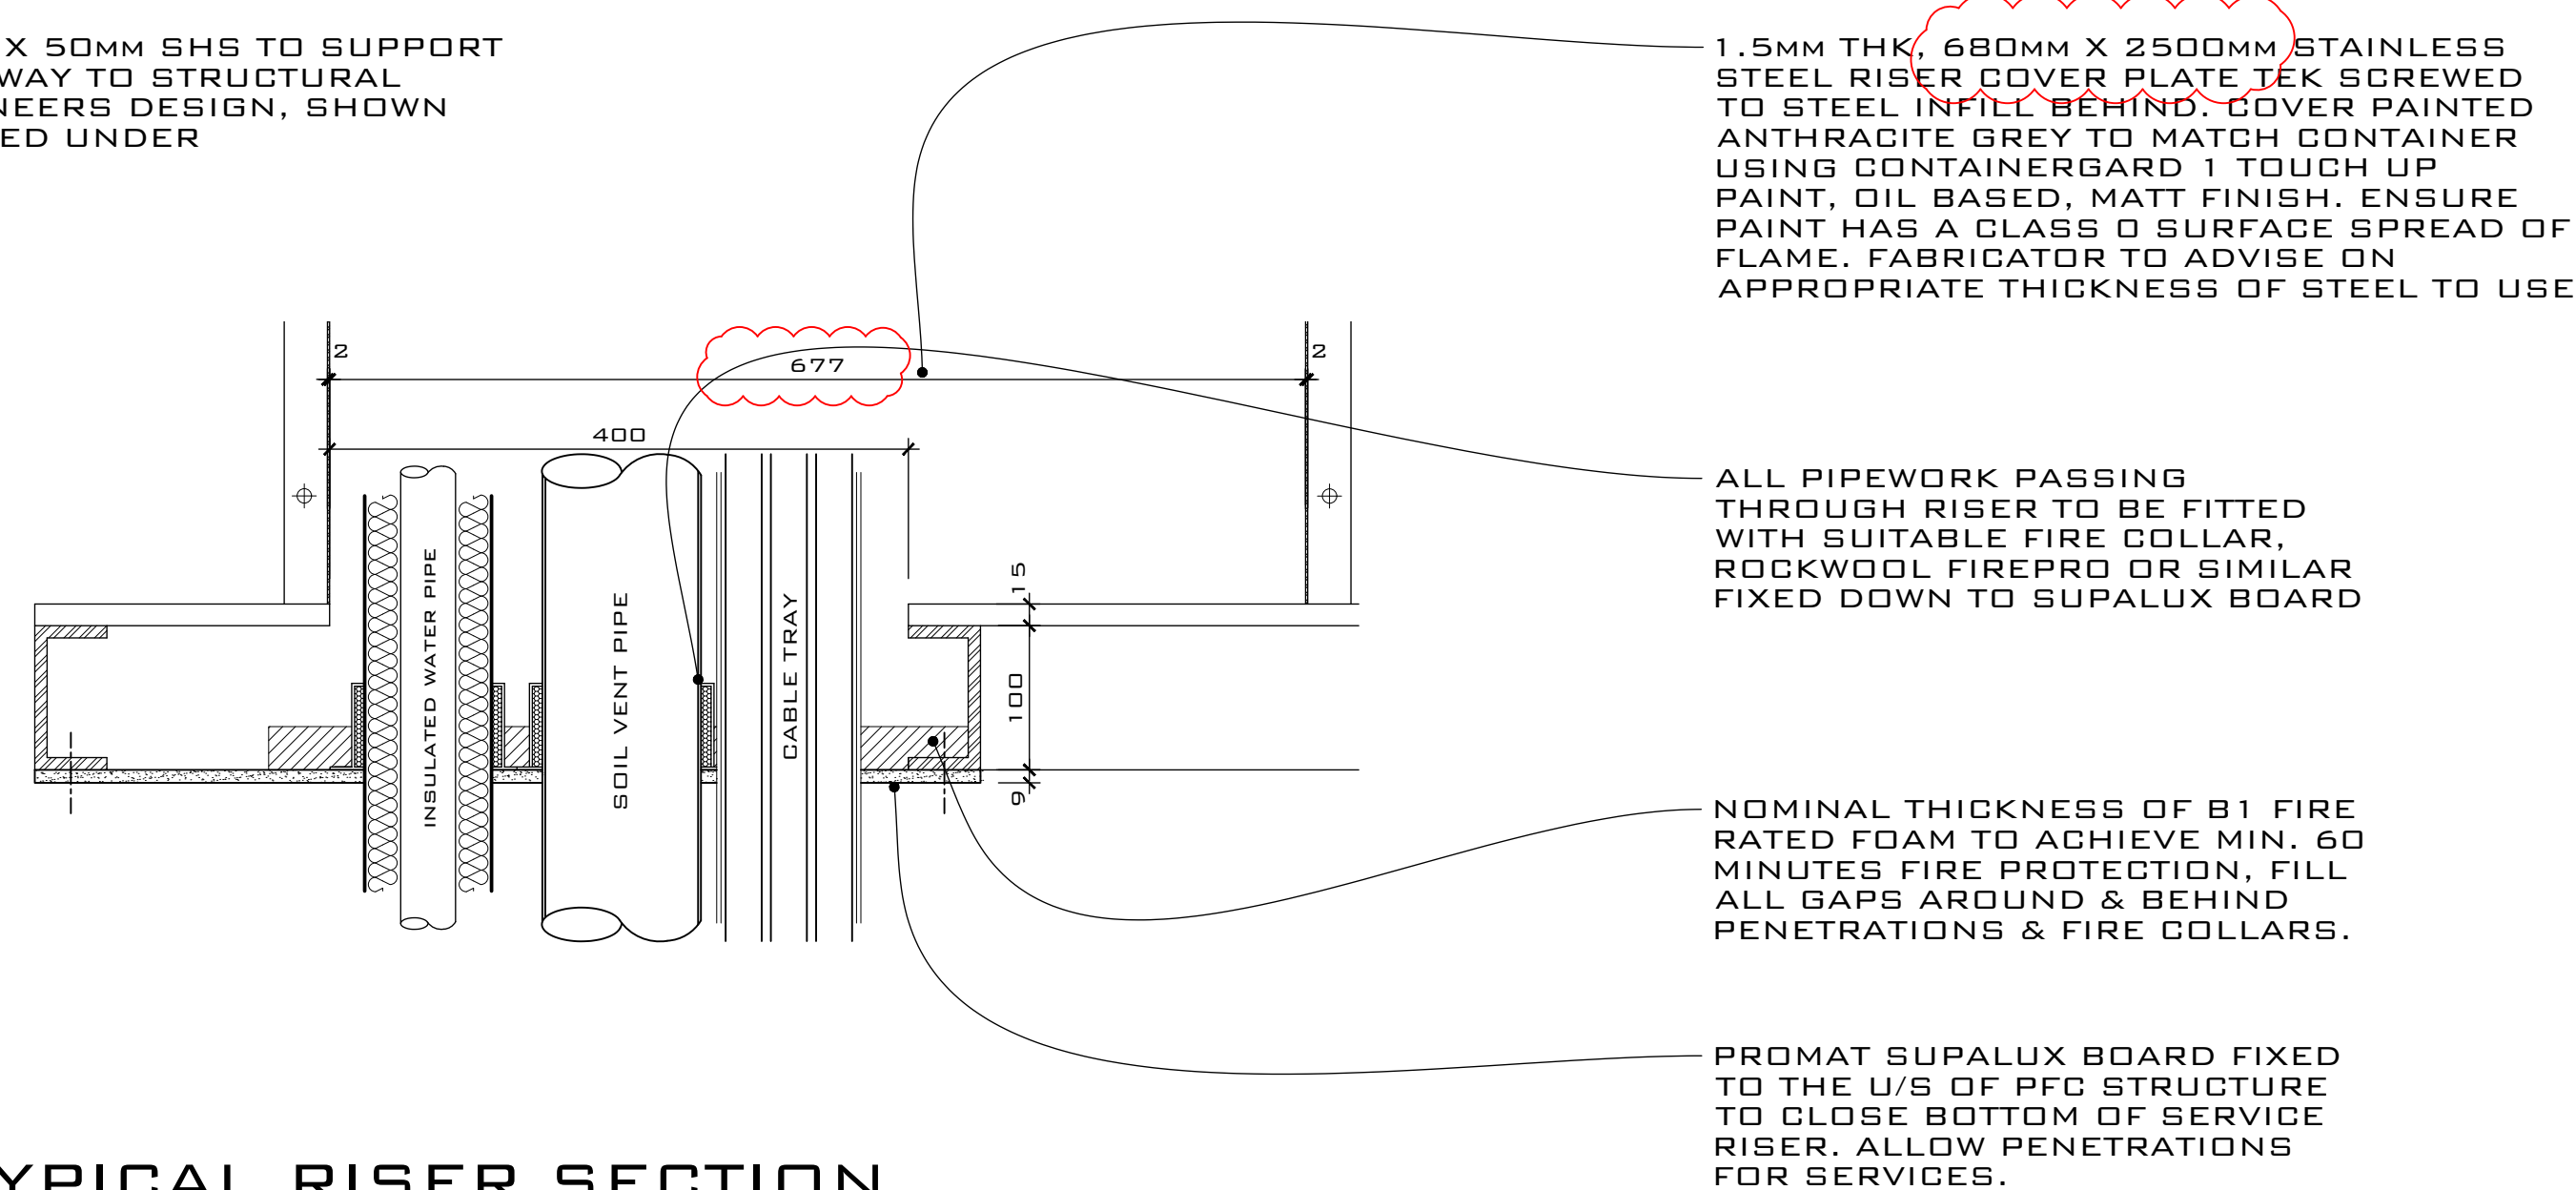 X 50MM SHS TO SUPPORT
WAY TO STRUCTURAL
NEERS DESIGN, SHOWN
ED UNDER
1.5MM THK, 680MM X 2500MM STAINLESS
STEEL RISER COVER PLATE TEK SCREWED
TO STEEL INFILL BEHIND. COVER PAINTED
ANTHRACITE GREY TO MATCH CONTAINER
USING CONTAINERGARD 1 TOUCH UP
PAINT, OIL BASED, MATT FINISH. ENSURE
PAINT HAS A CLASS O SURFACE SPREAD OF
FLAME. FABRICATOR TO ADVISE ON
APPROPRIATE THICKNESS OF STEEL TO USE
2
677
2
400
ALL PIPEWORK PASSING
THROUGH RISER TO BE FITTED
WITH SUITABLE FIRE COLLAR,
ROCKWOOL FIREPRO OR SIMILAR
FIXED DOWN TO SUPALUX BOARD
15
100
9
INSULATED WATER PIPE
SOIL VENT PIPE
CABLE TRAY
NOMINAL THICKNESS OF B1 FIRE
RATED FOAM TO ACHIEVE MIN. 60
MINUTES FIRE PROTECTION, FILL
ALL GAPS AROUND & BEHIND
PENETRATIONS & FIRE COLLARS.
PROMAT SUPALUX BOARD FIXED
TO THE U/S OF PFC STRUCTURE
TO CLOSE BOTTOM OF SERVICE
RISER. ALLOW PENETRATIONS
FOR SERVICES.
YPICAL RISER SECTION